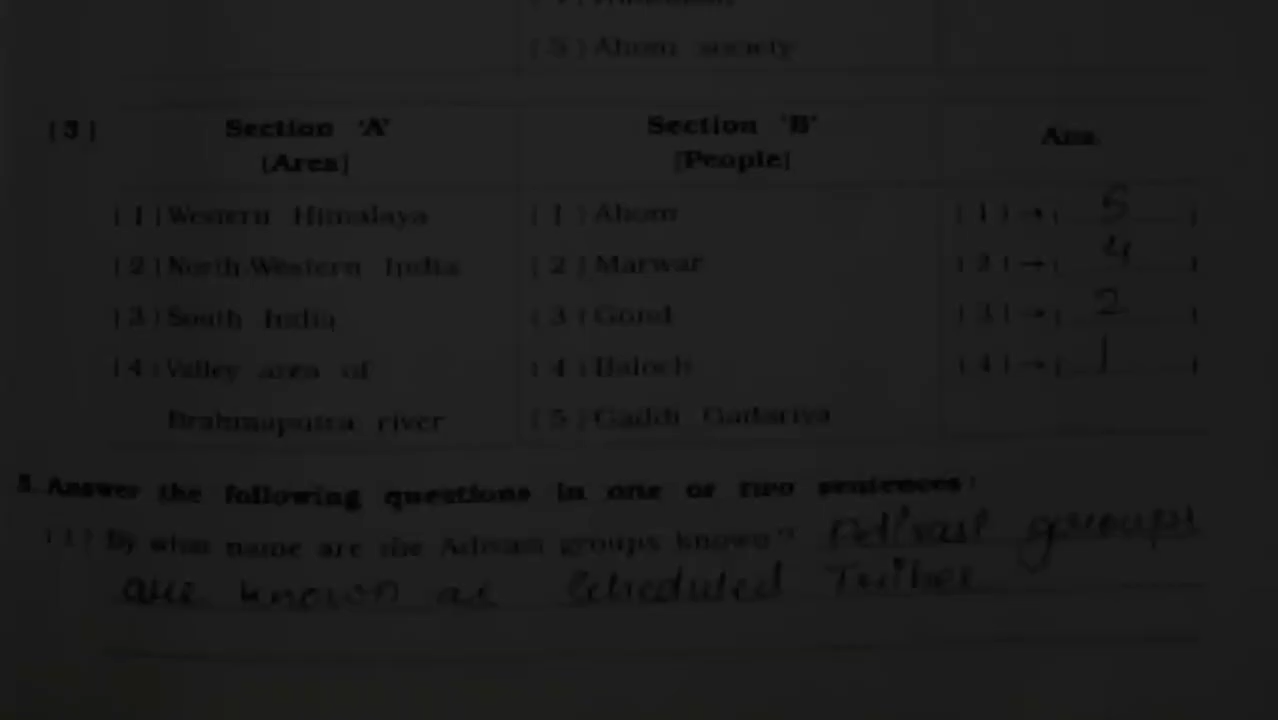 ( 5 ) Ahom society
( 3 ) Section 'A' Section 'B' Ans.
(Area) (People)
( 1 ) Western Himalaya ( 1 ) Ahom ( 1 ) → ( 5 )
( 2 ) North-Western India ( 2 ) Marwar ( 2 ) → ( 4 )
( 3 ) South India ( 3 ) Gond ( 3 ) → ( 2 )
( 4 ) Valley area of ( 4 ) Baloch ( 4 ) → ( 1 )
Brahmaputra river ( 5 ) Gaddi Gadariya
Answer the following questions in one or two sentences :
( 1 ) By what name are the Adivasi groups known? Adivasi groups
are known as Scheduled Tribes